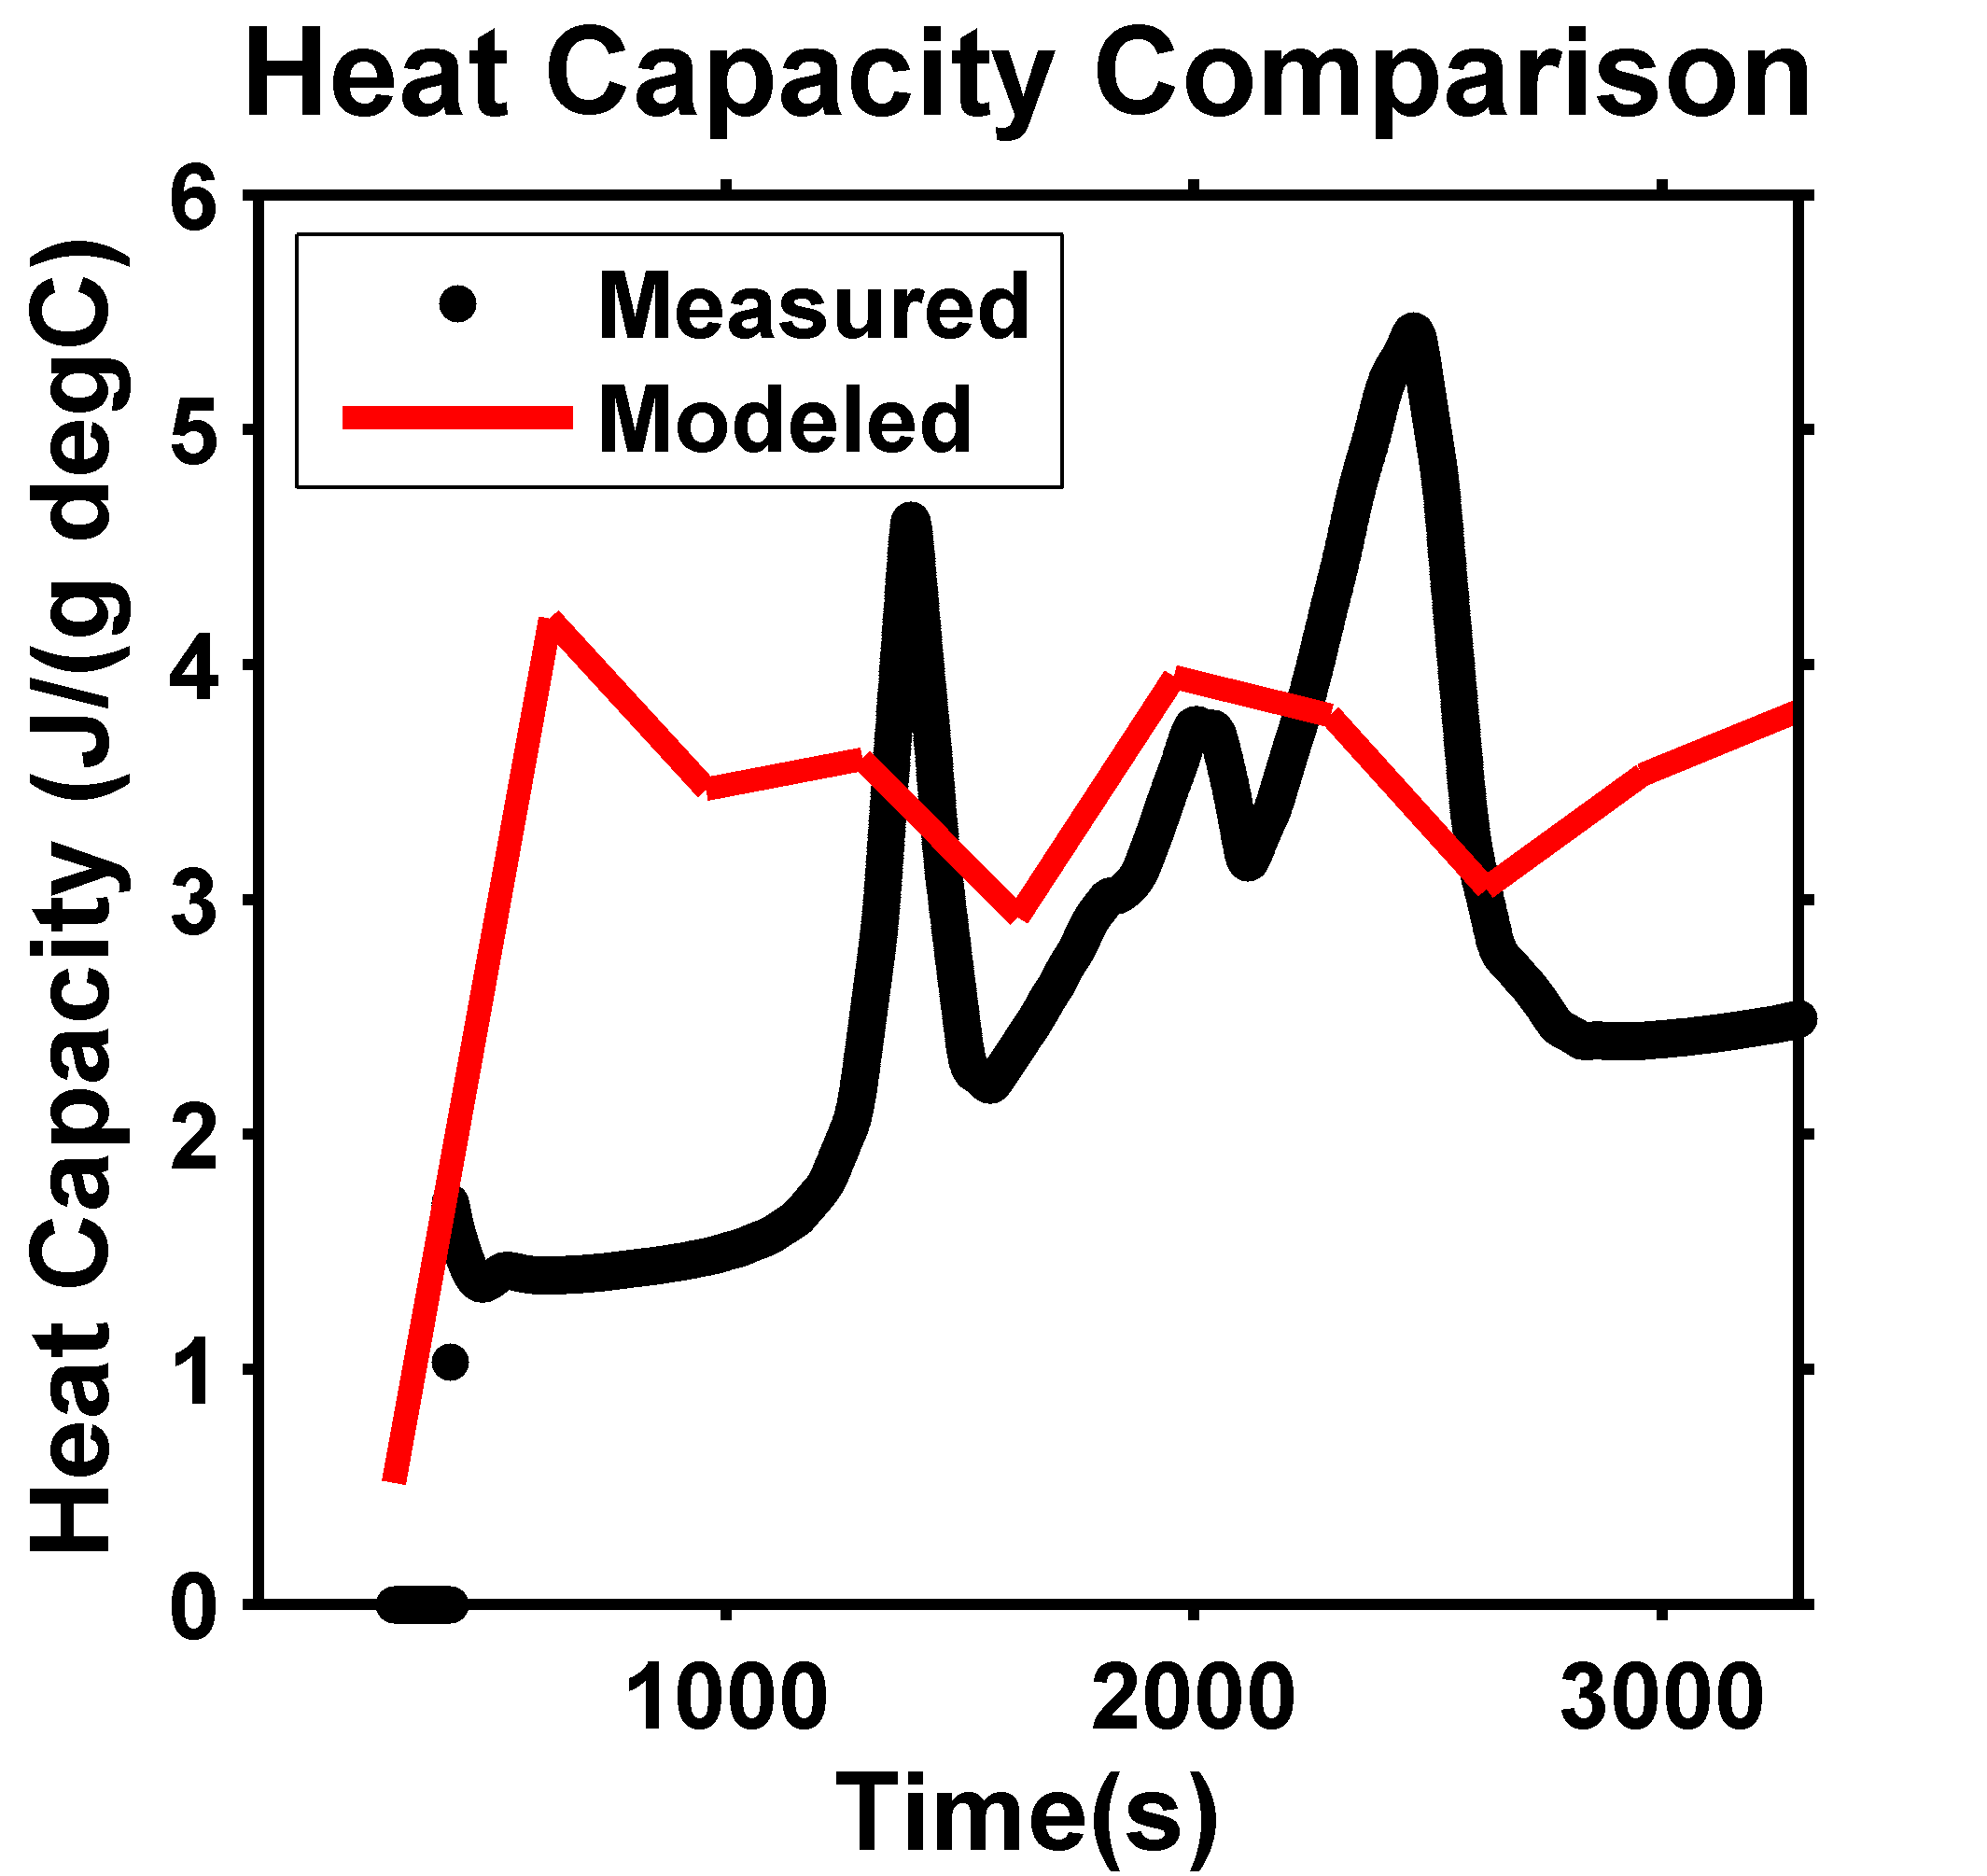 Heat Capacity Comparison
Heat Capacity (J/(g degC)
6
5
4
3
2
1
0
Measured
Modeled
1000 2000 3000
Time(s)